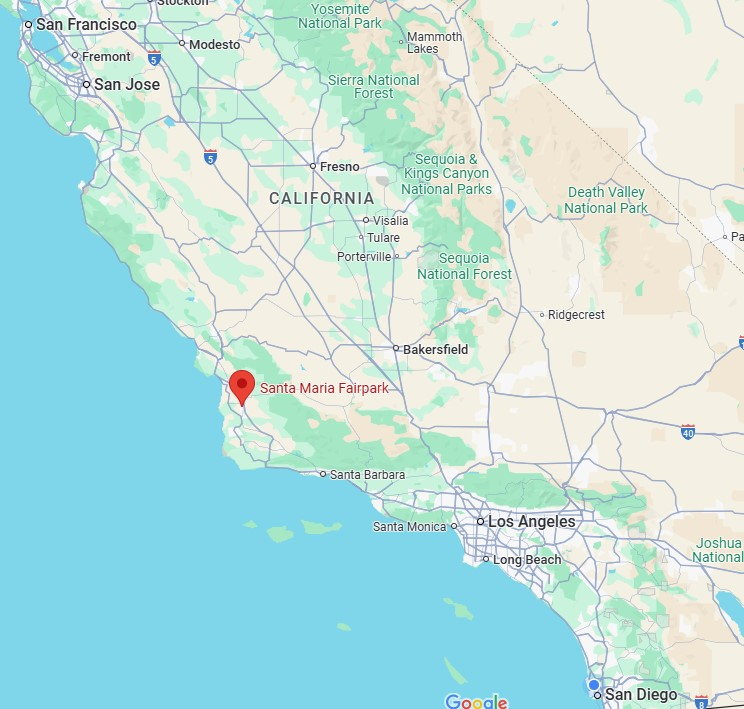 Stockton
San Francisco
Yosemite
National Park
Mammoth
Lakes
Modesto
Fremont
5
San Jose
Sierra National
Forest
5
Fresno
Sequoia &
Kings Canyon
National Parks
CALIFORNIA
Death Valley
National Park
Visalia
Tulare
Pa
Porterville
Sequoia
National Forest
Ridgecrest
Bakersfield
Santa Maria Fairpark
40
Santa Barbara
Santa Monica
Los Angeles
Joshua
National
Long Beach
San Diego
Google
8